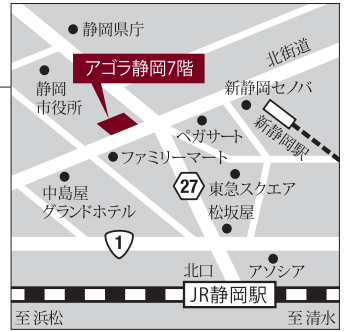 静岡県庁
北街道
アゴラ静岡7階
静岡
市役所
新静岡セノバ
ペガサート
新静岡駅
ファミリーマート
中島屋
グランドホテル
27
東急スクエア
松坂屋
1
北口
アソシア
JR静岡駅
至浜松
至清水